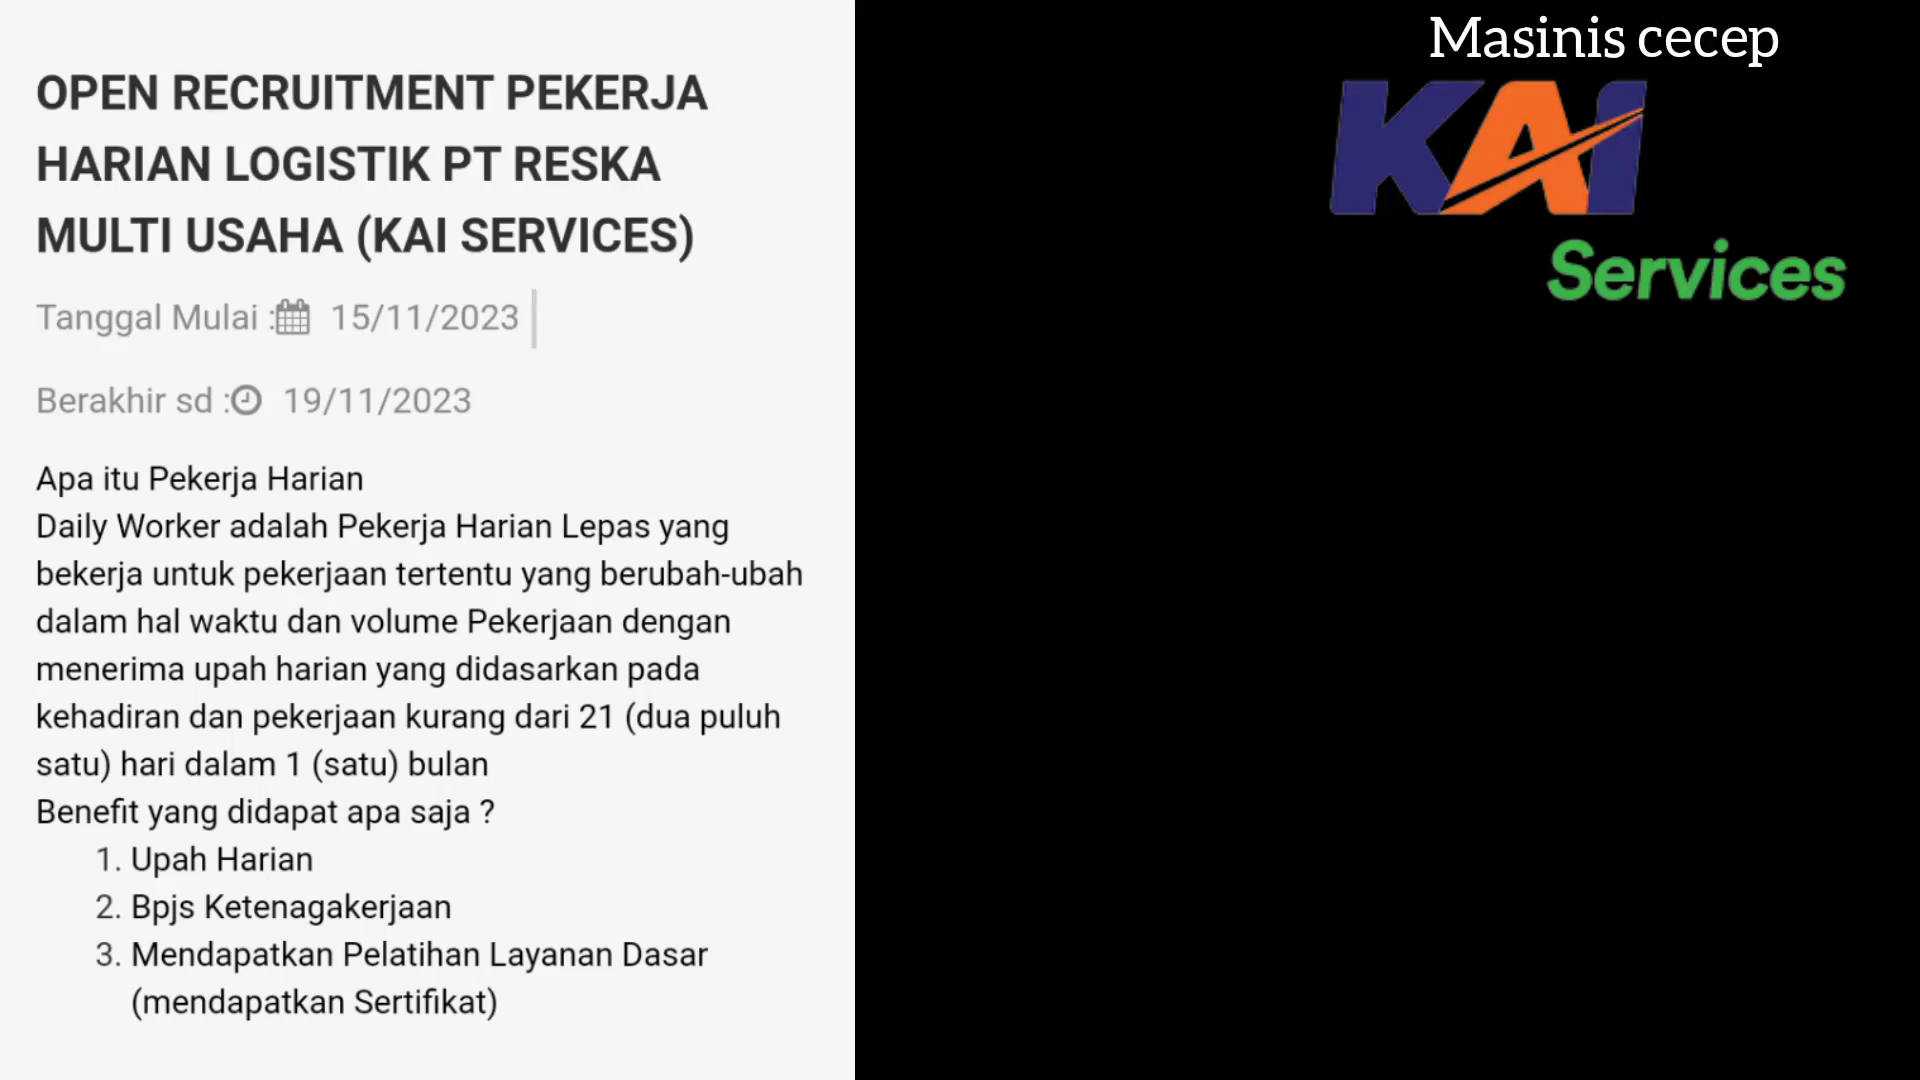 OPEN RECRUITMENT PEKERJA
HARIAN LOGISTIK PT RESKA
MULTI USAHA (KAI SERVICES)
Tanggal Mulai : 15/11/2023
Berakhir sd : 19/11/2023
Apa itu Pekerja Harian
Daily Worker adalah Pekerja Harian Lepas yang
bekerja untuk pekerjaan tertentu yang berubah-ubah
dalam hal waktu dan volume Pekerjaan dengan
menerima upah harian yang didasarkan pada
kehadiran dan pekerjaan kurang dari 21 (dua puluh
satu) hari dalam 1 (satu) bulan
Benefit yang didapat apa saja ?
1. Upah Harian
2. Bpjs Ketenagakerjaan
3. Mendapatkan Pelatihan Layanan Dasar
(mendapatkan Sertifikat)
Masinis cecep
KAI
Services